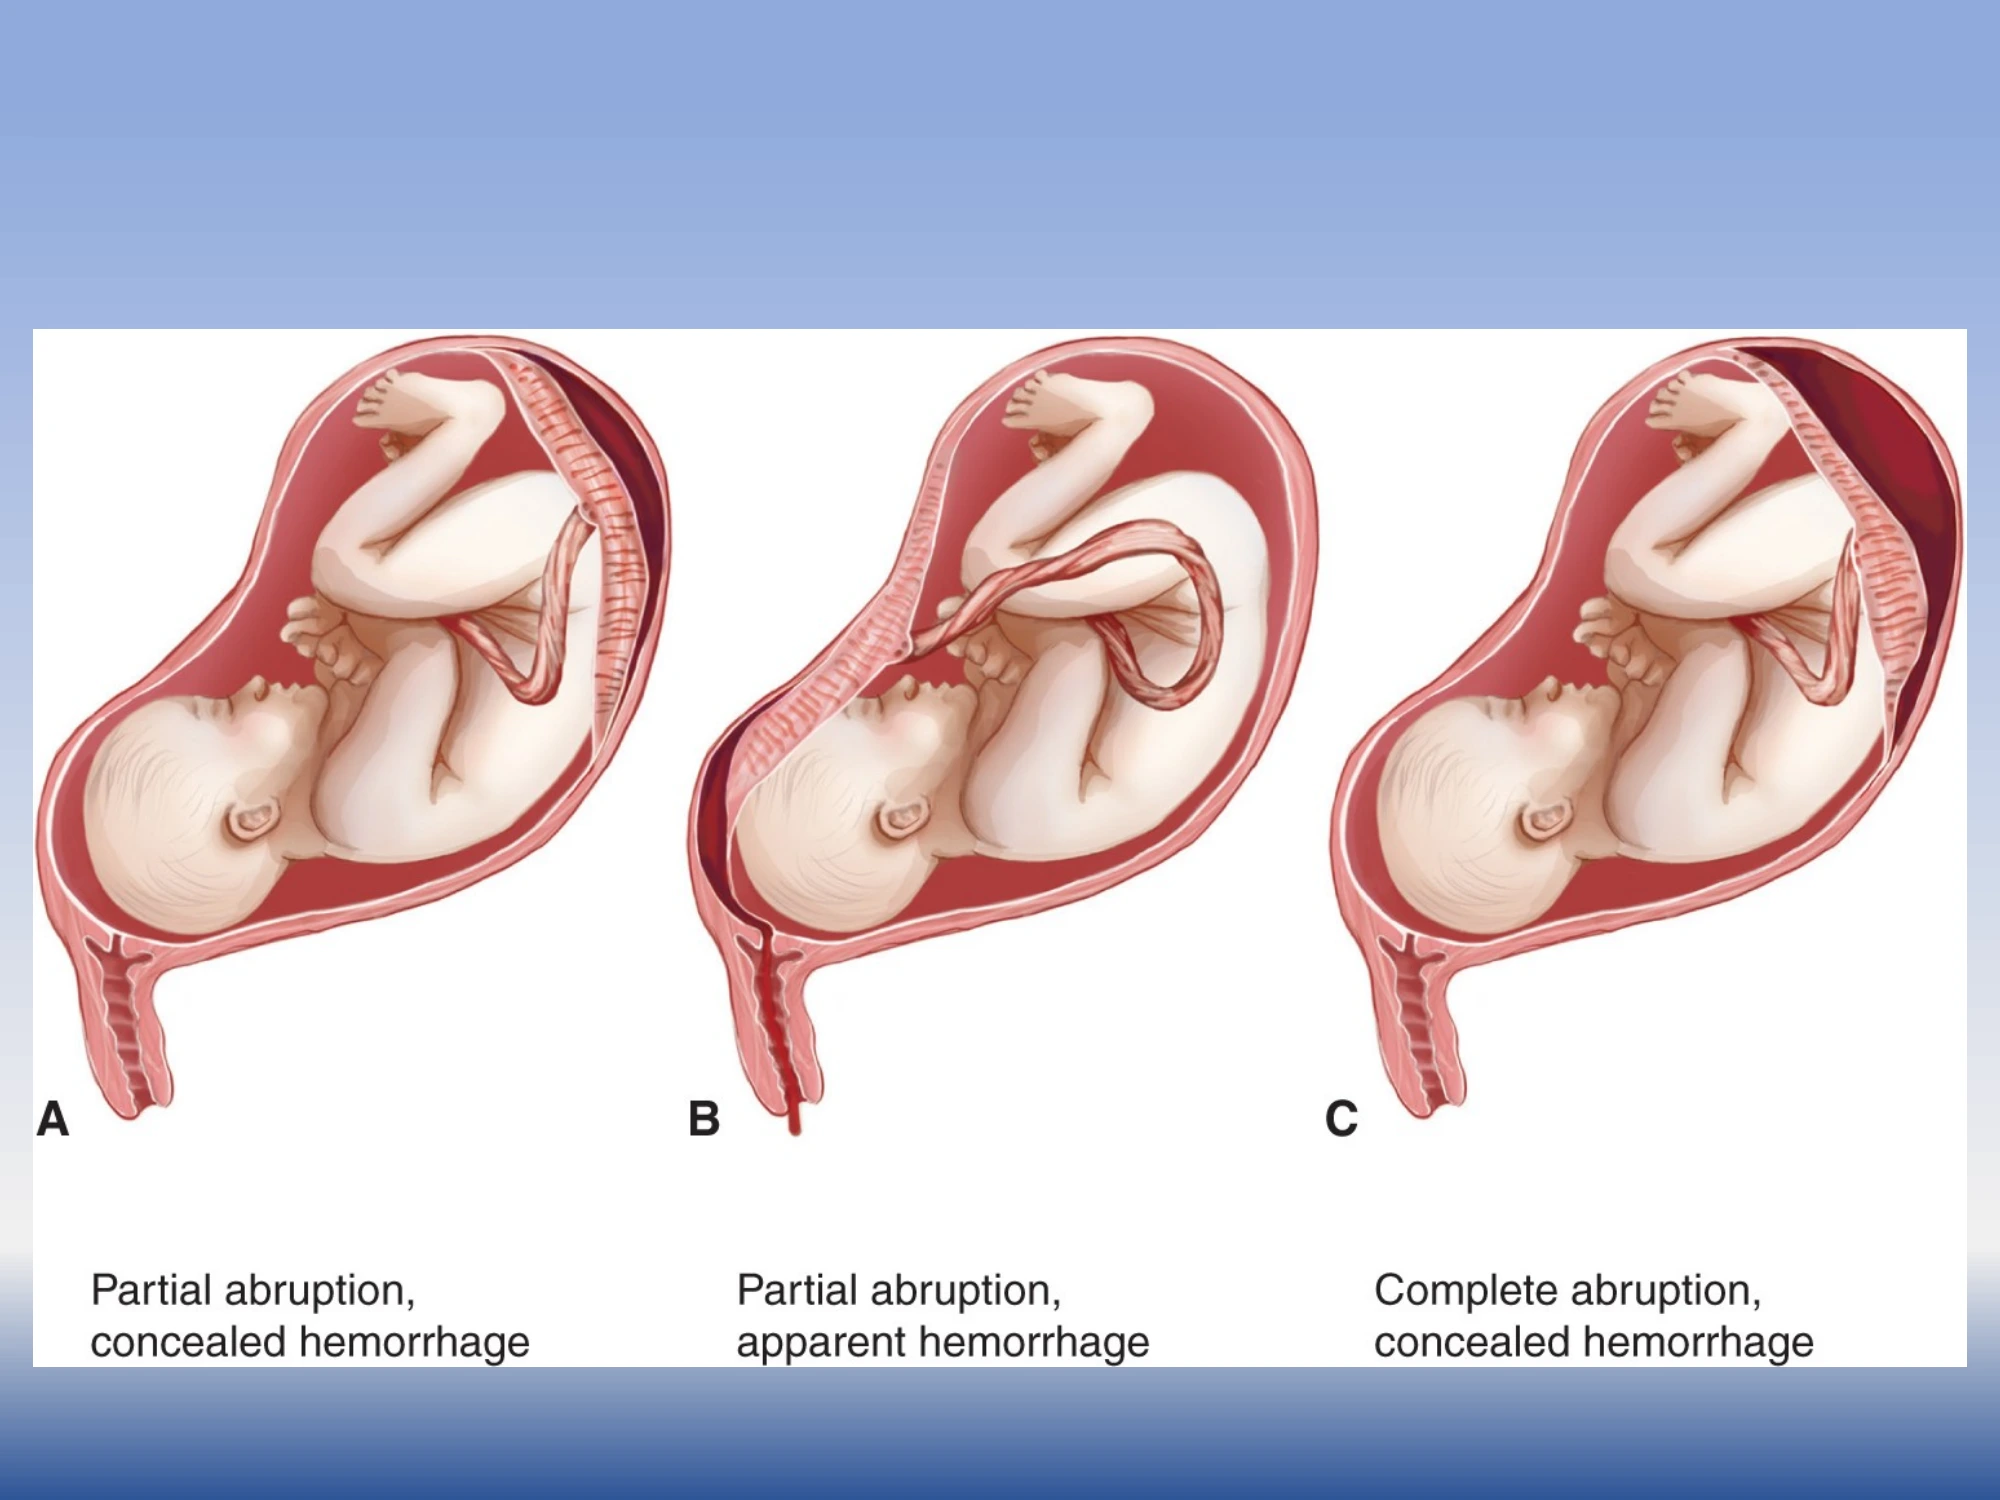 A
B
C
Partial abruption,
concealed hemorrhage
Partial abruption,
apparent hemorrhage
Complete abruption,
concealed hemorrhage